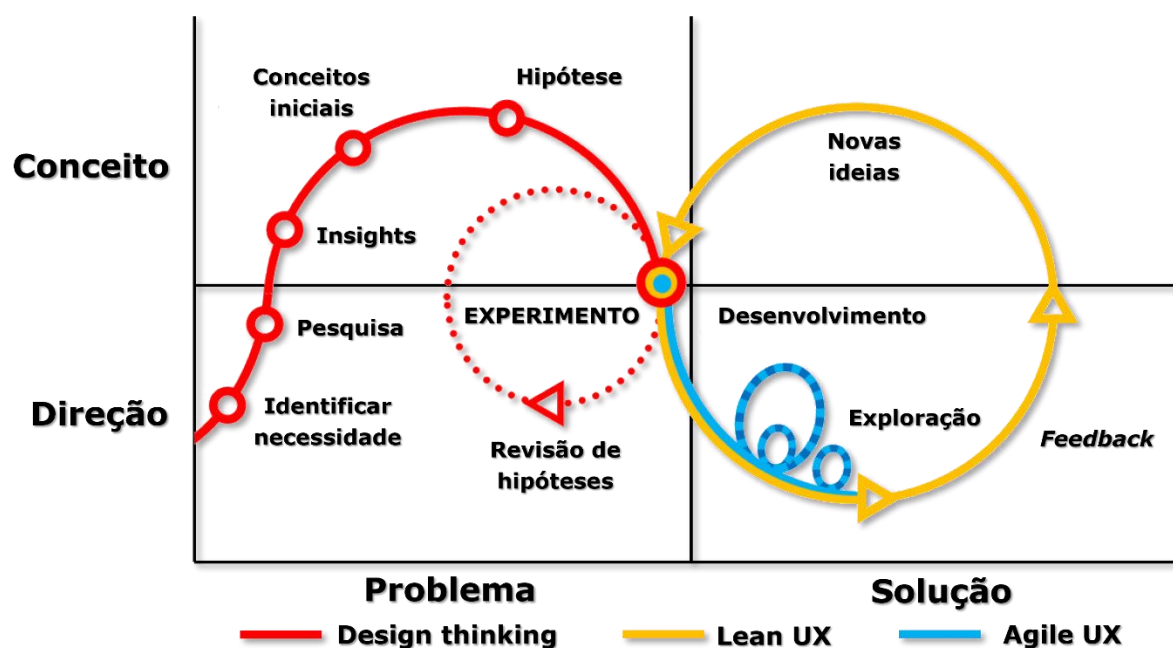 Conceitos
iniciais
Hipótese
Conceito
Novas
ideias
Insights
Pesquisa
EXPERIMENTO
Desenvolvimento
Direção
Identificar
necessidade
Exploração
Revisão de
hipóteses
Feedback
Problema
Solução
Design thinking
Lean UX
Agile UX